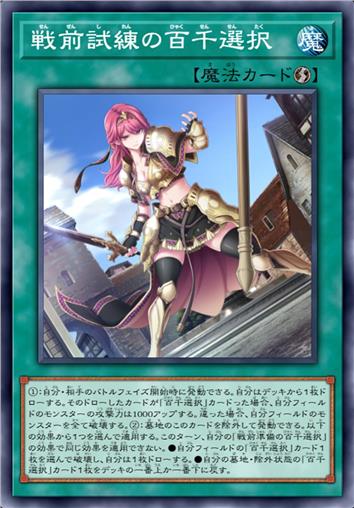 戦前試練の百千選択
魔
【魔法カード】
①:自分・相手のバトルフェイズ開始時に発動できる。自分はデッキから1枚ド
ローする。そのドローしたカードが「百千選択」カードだった場合、自分フィール
ドのモンスターの攻撃力は1000アップする。違った場合、自分フィールドのモ
ンスターを全て破壊する。②:墓地のこのカードを除外して発動できる。以下
の効果から1つを選んで適用する。このターン、自分の「戦前準備の百千選択」
の効果で同じ効果を適用できない。●自分フィールドの「百千選択」カード1
枚を選んで破壊し、自分は1枚ドローする。●自分の墓地・除外状態の「百千
選択」カード1枚をデッキの一番上か一番下に戻す。